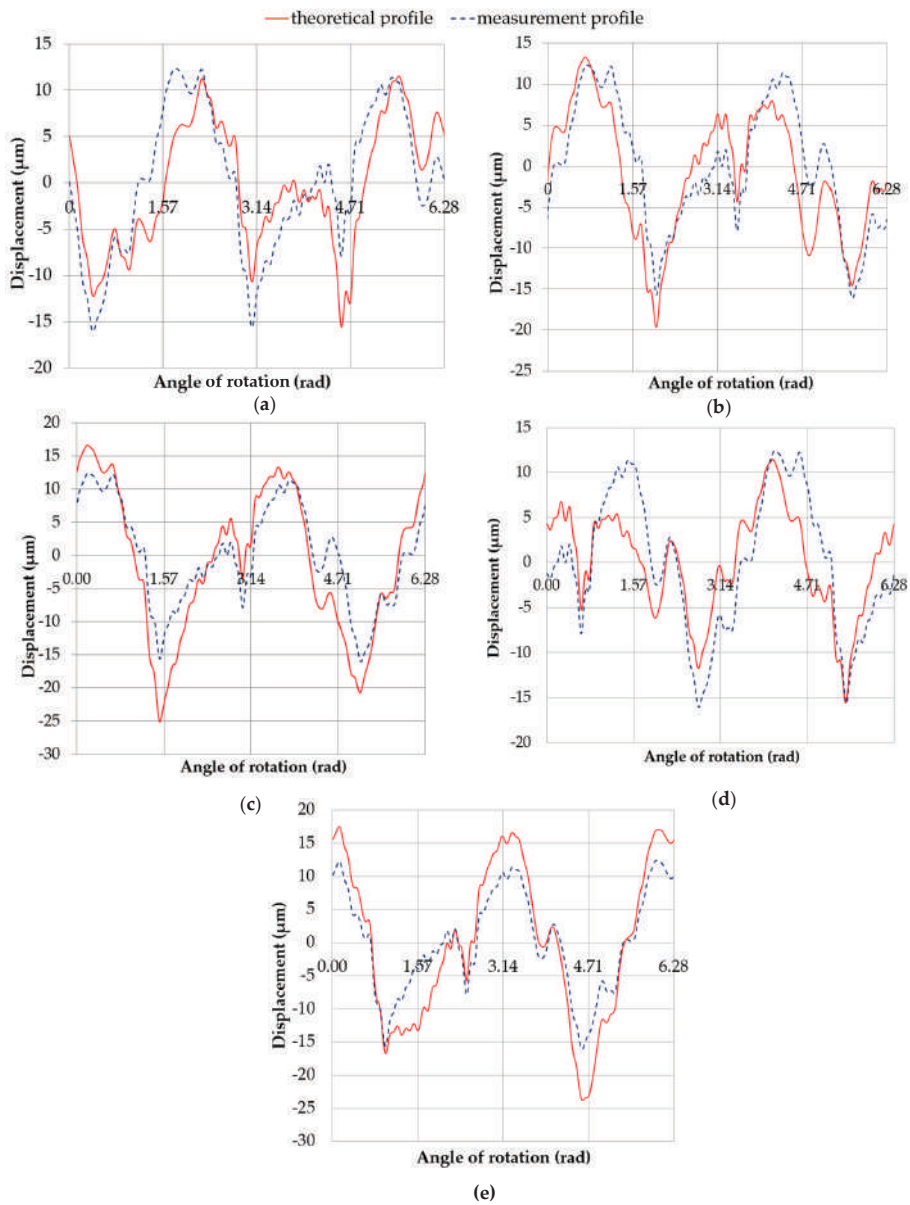 theoretical profile measurement profile
15
10
5
0
-5
-10
-15
-20
0 1.57 3.14 4.71 6.28
Displacement (μm)
Angle of rotation (rad)
(a)
15
10
5
0
-5
-10
-15
-20
-25
0 1.57 3.14 4.71 6.28
Displacement (μm)
Angle of rotation (rad)
(b)
20
15
10
5
0
-5
-10
-15
-20
-25
-30
0.00 1.57 3.14 4.71 6.28
Displacement (μm)
Angle of rotation (rad)
(c)
15
10
5
0
-5
-10
-15
-20
0.00 1.57 3.14 4.71 6.28
Displacement (μm)
Angle of rotation (rad)
(d)
20
15
10
5
0
-5
-10
-15
-20
-25
-30
0.00 1.57 3.14 4.71 6.28
Displacement (μm)
Angle of rotation (rad)
(e)